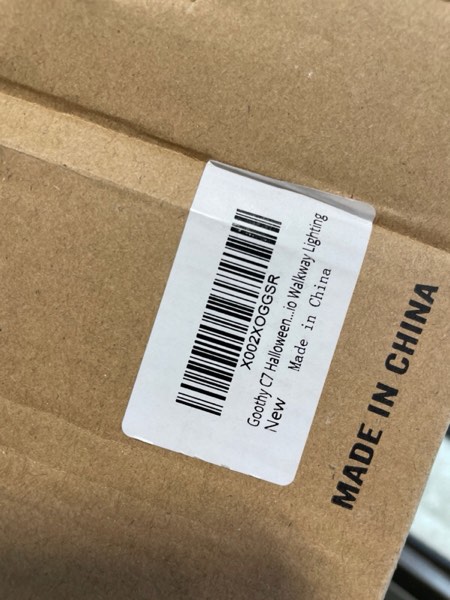 X002XOGGSR
Goothy C7 Halloween...io Walkway Lighting
New Made in China
MADE IN CHINA